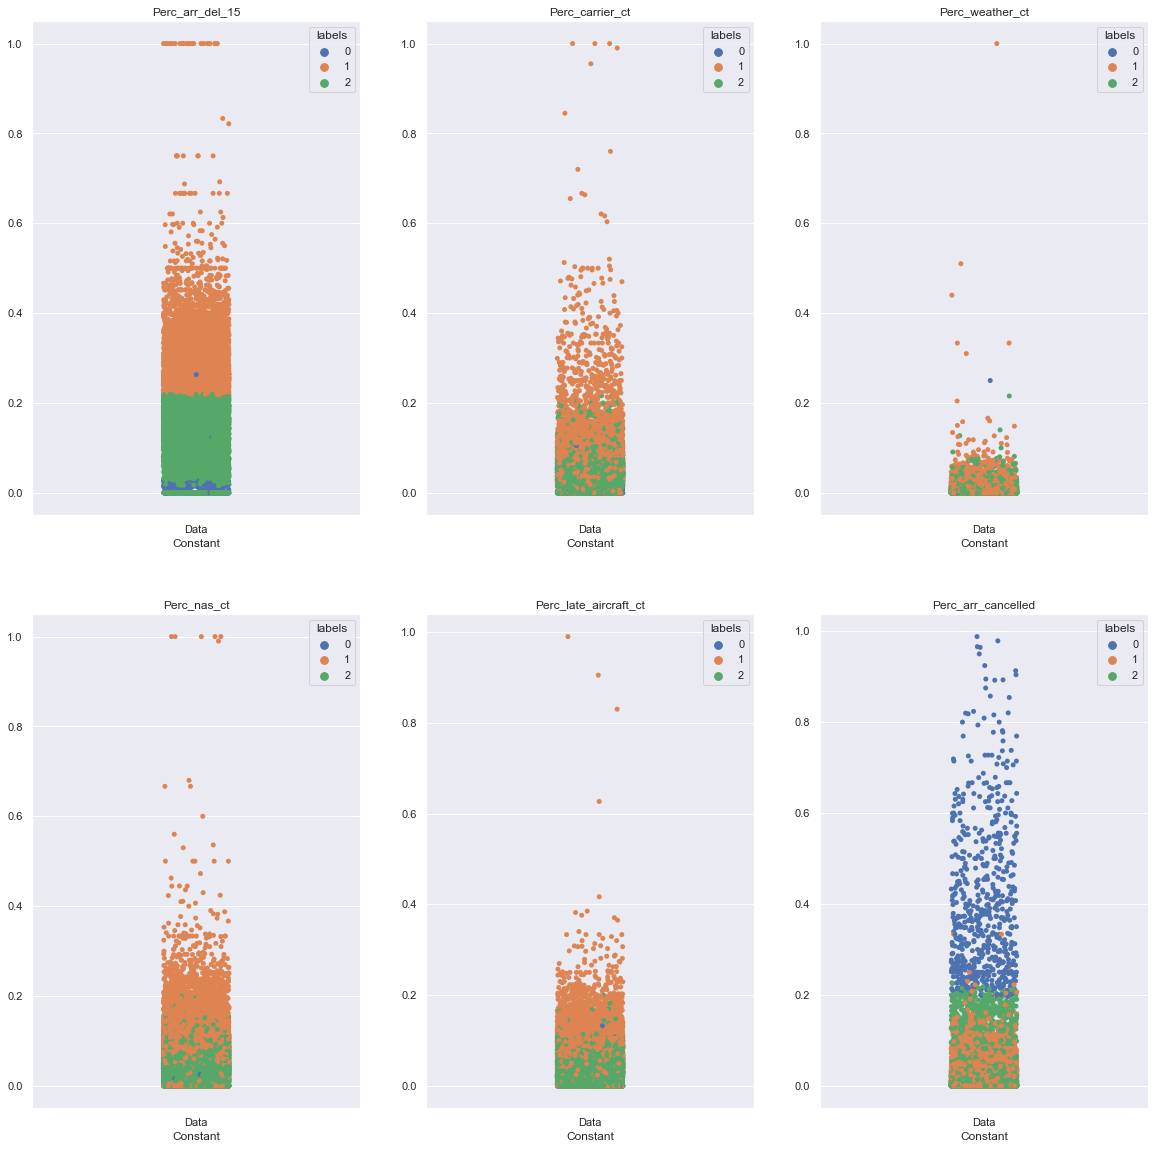 Perc_arr_del_15
1.0
0.8
0.6
0.4
0.2
0.0
labels
0
1
2
Data
Constant
Perc_carrier_ct
1.0
0.8
0.6
0.4
0.2
0.0
labels
0
1
2
Data
Constant
Perc_weather_ct
1.0
0.8
0.6
0.4
0.2
0.0
labels
0
1
2
Data
Constant
Perc_nas_ct
1.0
0.8
0.6
0.4
0.2
0.0
labels
0
1
2
Data
Constant
Perc_late_aircraft_ct
1.0
0.8
0.6
0.4
0.2
0.0
labels
0
1
2
Data
Constant
Perc_arr_cancelled
1.0
0.8
0.6
0.4
0.2
0.0
labels
0
1
2
Data
Constant